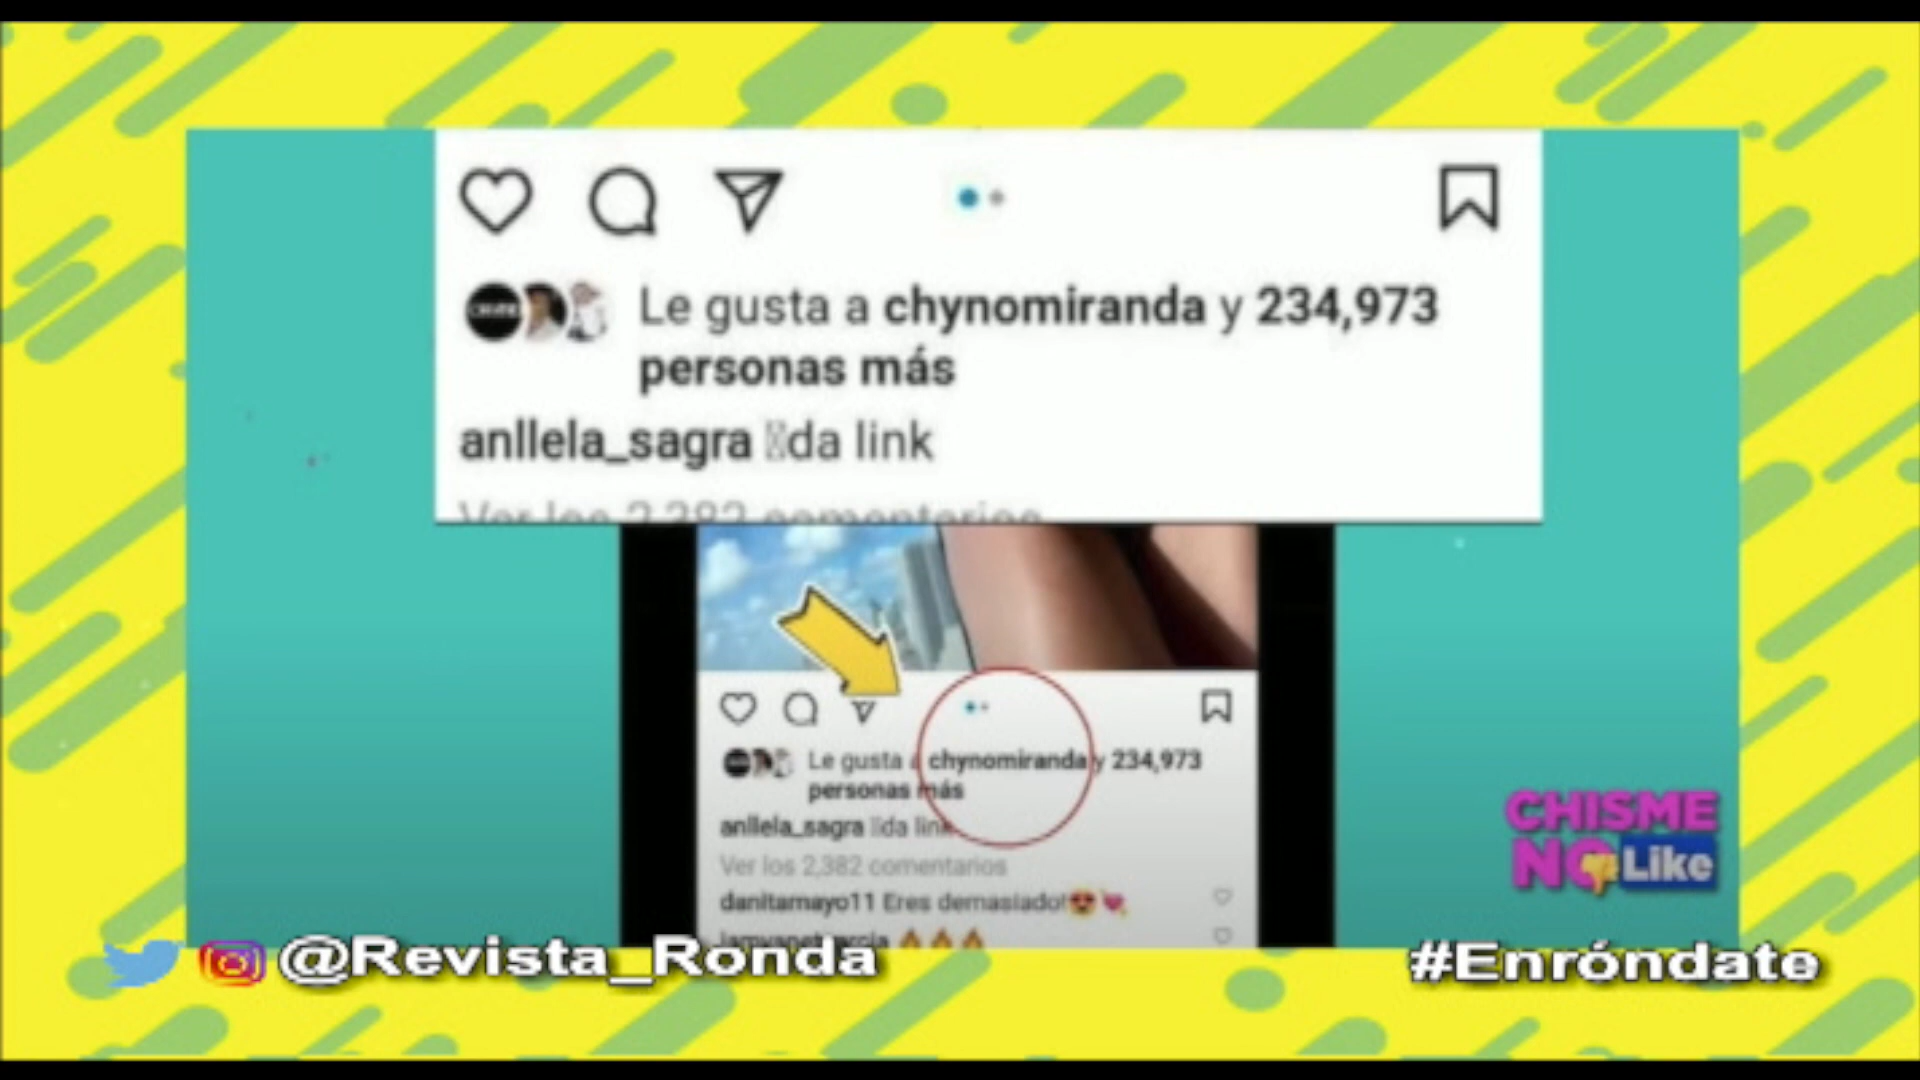 Le gusta a chynomiranda y 234,973
personas más
anllela_sagra da link
Ver los 2,382 comentarios
Le gusta a chynomiranda y 234,973
personas más
anllela_sagra da link
Ver los 2,382 comentarios
danitamayo11 Eres demasiado!😍💘
🔥🔥🔥
CHISME
NO Like
@Revista_Ronda
#Enróndate